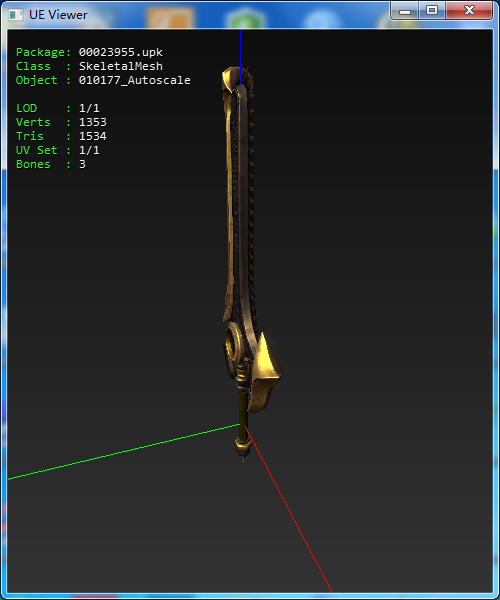 UE Viewer
Package: 00023955.upk
Class : SkeletalMesh
Object : 010177_Autoscale
LOD : 1/1
Verts : 1353
Tris : 1534
UV Set : 1/1
Bones : 3